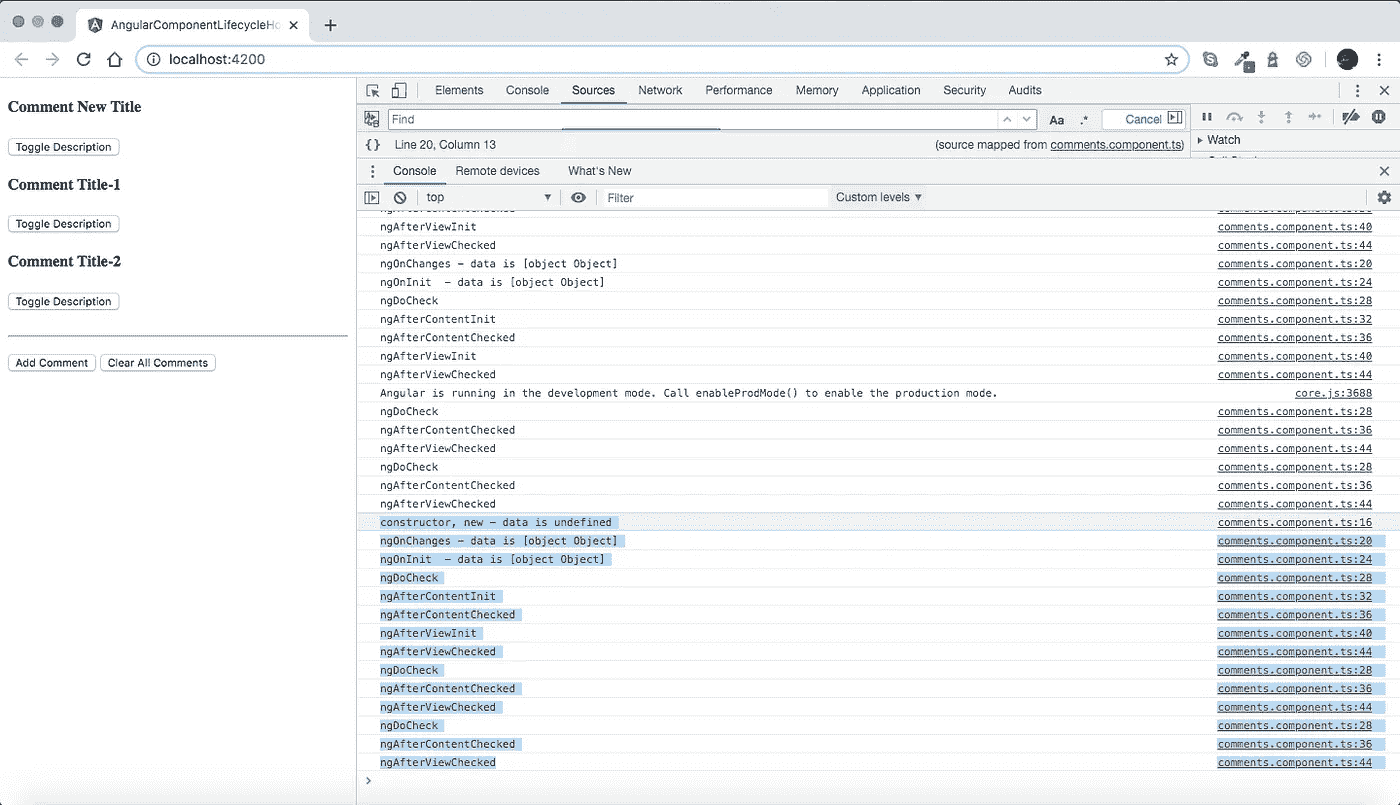 AngularComponentLifecycleHo
localhost:4200
Comment New Title
Toggle Description
Comment Title-1
Toggle Description
Comment Title-2
Toggle Description
Add Comment Clear All Comments
Elements Console Sources Network Performance Memory Application Security Audits
Find Aa .* Cancel
Watch
{} Line 20, Column 13 (source mapped from comments.component.ts)
Console Remote devices What's New
top Filter Custom levels
ngAfterViewInit comments.component.ts:40
ngAfterViewChecked comments.component.ts:44
ngOnChanges - data is [object Object] comments.component.ts:20
ngOnInit  - data is [object Object] comments.component.ts:24
ngDoCheck comments.component.ts:28
ngAfterContentInit comments.component.ts:32
ngAfterContentChecked comments.component.ts:36
ngAfterViewInit comments.component.ts:40
ngAfterViewChecked comments.component.ts:44
Angular is running in the development mode. Call enableProdMode() to enable the production mode. core.js:3688
ngDoCheck comments.component.ts:28
ngAfterContentChecked comments.component.ts:36
ngAfterViewChecked comments.component.ts:44
ngDoCheck comments.component.ts:28
ngAfterContentChecked comments.component.ts:36
ngAfterViewChecked comments.component.ts:44
constructor, new - data is undefined comments.component.ts:16
ngOnChanges - data is [object Object] comments.component.ts:20
ngOnInit  - data is [object Object] comments.component.ts:24
ngDoCheck comments.component.ts:28
ngAfterContentInit comments.component.ts:32
ngAfterContentChecked comments.component.ts:36
ngAfterViewInit comments.component.ts:40
ngAfterViewChecked comments.component.ts:44
ngDoCheck comments.component.ts:28
ngAfterContentChecked comments.component.ts:36
ngAfterViewChecked comments.component.ts:44
ngDoCheck comments.component.ts:28
ngAfterContentChecked comments.component.ts:36
ngAfterViewChecked comments.component.ts:44